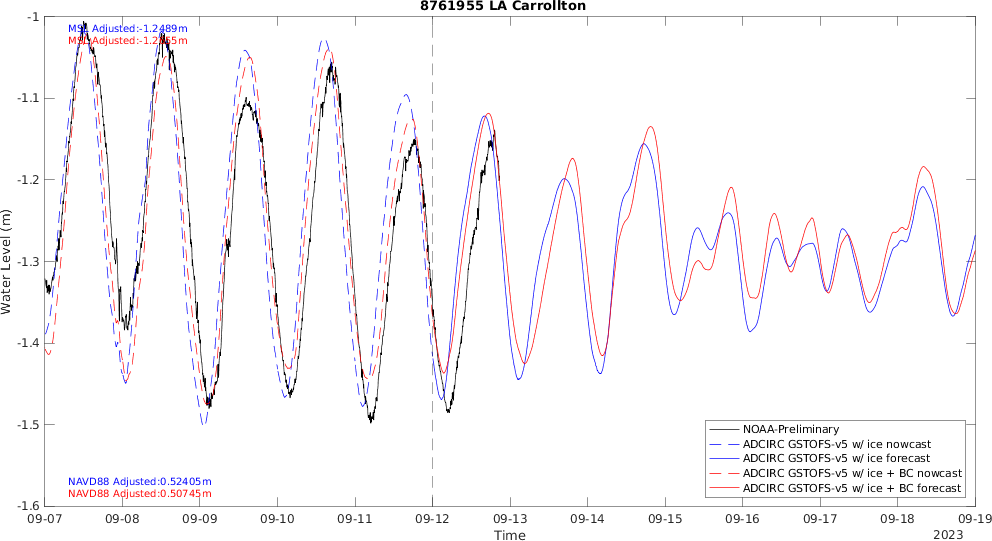 8761955 LA Carrollton
MSL Adjusted:-1.2489m
MSL
Water Level (m)
-1
-1.1
-1.2
-1.3
-1.4
-1.5
-1.6
NAVD88 Adjusted:0.52405m
NAVD88 Adjusted:0.50745m
NOAA-Preliminary
ADCIRC GSTOFS-v5 w/ ice nowcast
ADCIRC GSTOFS-v5 w/ ice forecast
ADCIRC GSTOFS-v5 w/ ice + BC nowcast
ADCIRC GSTOFS-v5 w/ ice + BC forecast
09-07 09-08 09-09 09-10 09-11 09-12 09-13 09-14 09-15 09-16 09-17 09-18 09-19
Time
2023